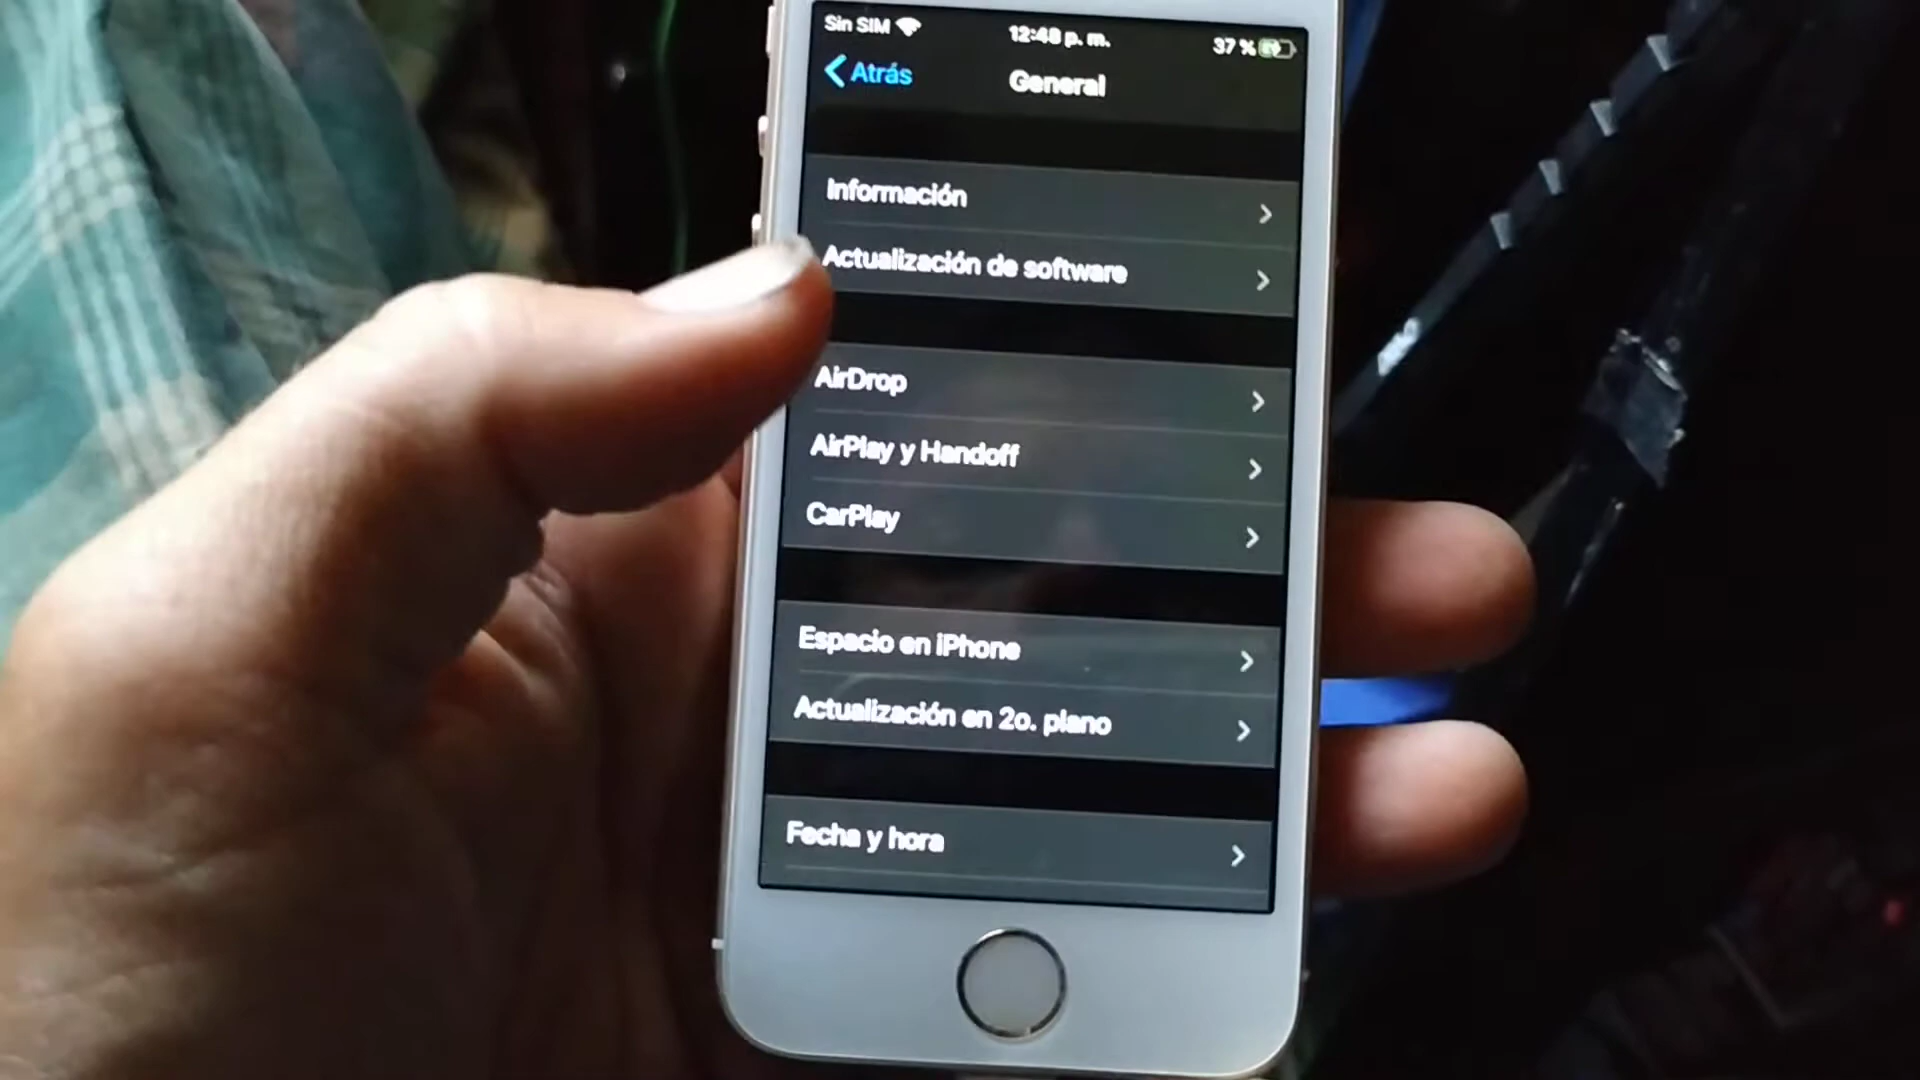 Sin SIM
12:48 p. m.
37 %
Atrás
General
Información
Actualización de software
AirDrop
AirPlay y Handoff
CarPlay
Espacio en iPhone
Actualización en 2o. plano
Fecha y hora